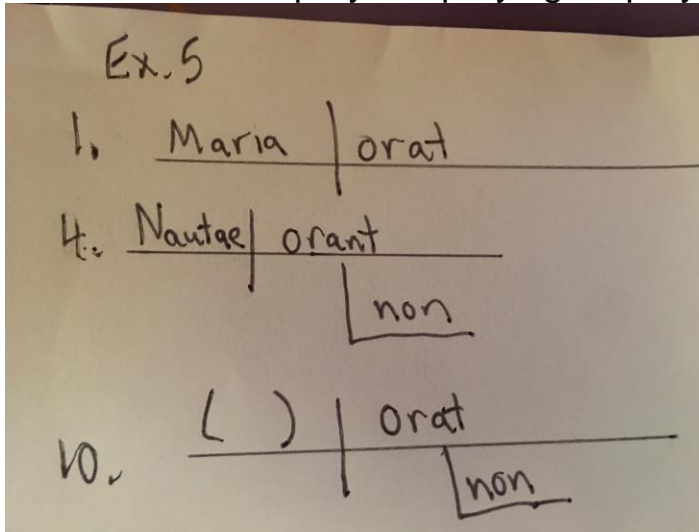 Ex. 5
1. Maria orat
4. Nautae orant
non
10. ( ) orat
non